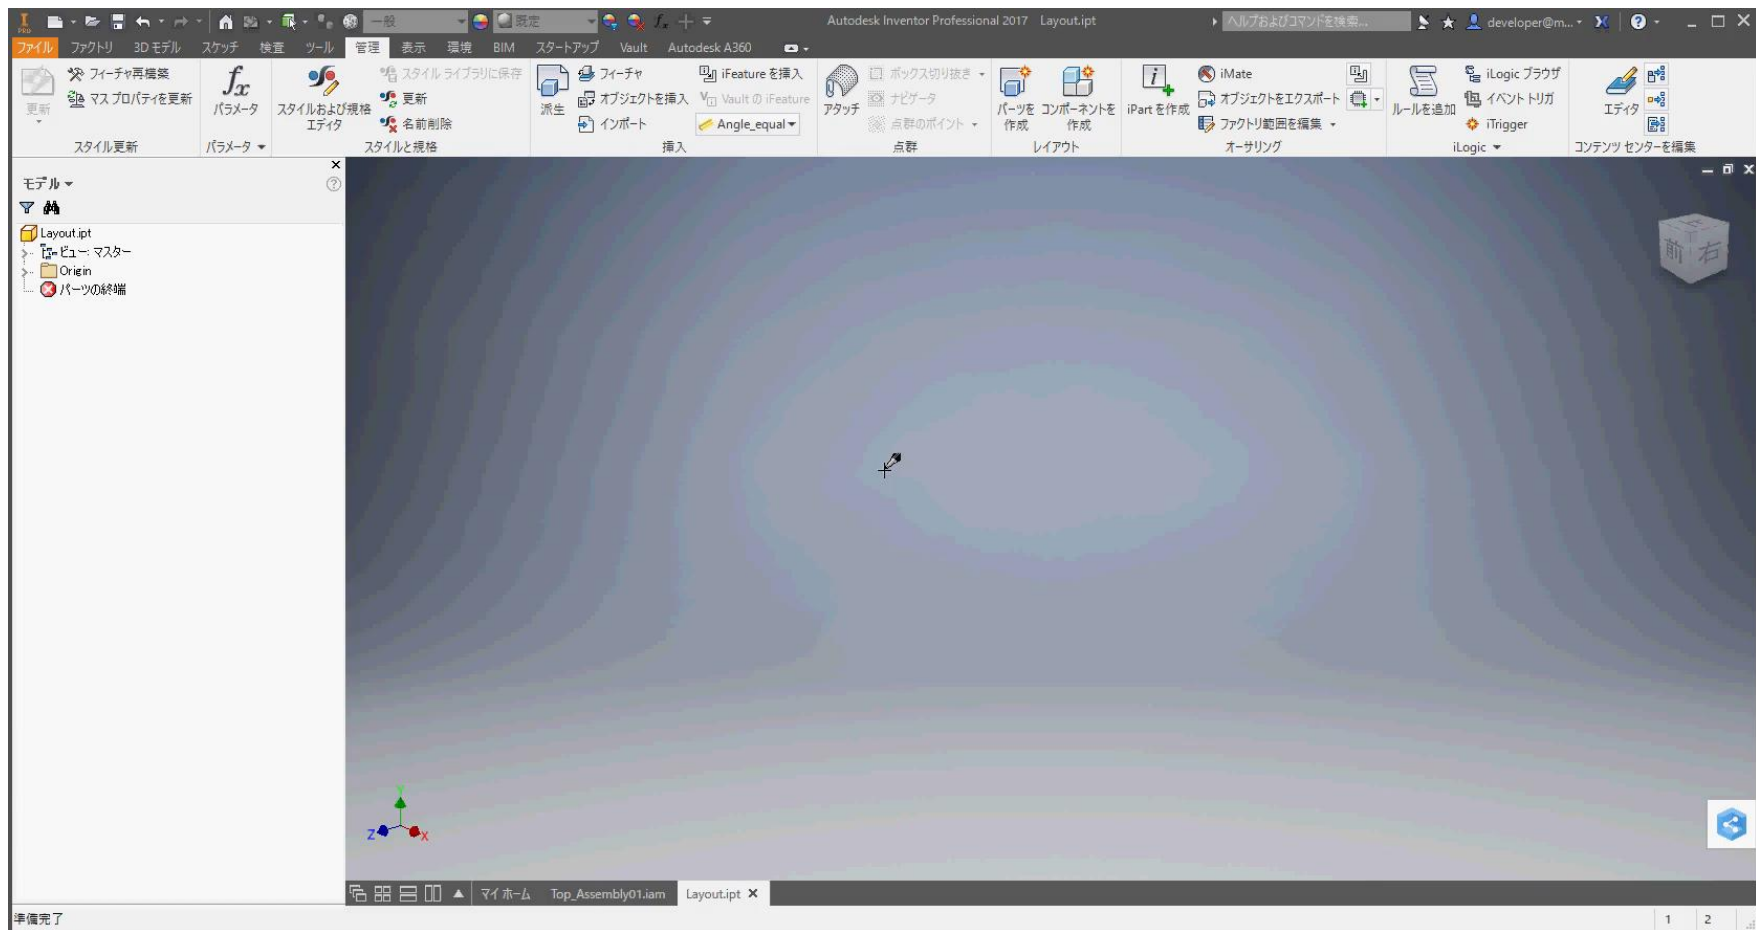 PRO
一般
既定
Autodesk Inventor Professional 2017 Layout.ipt
ヘルプおよびコマンドを検索...
developer@m...
ファイル ファクトリ 3D モデル スケッチ 検査 ツール 管理 表示 環境 BIM スタートアップ Vault Autodesk A360
更新
フィーチャ再構築
マス プロパティを更新
スタイル更新
fx
パラメータ
パラメータ
スタイルおよび規格
エディタ
スタイル ライブラリに保存
更新
名前削除
スタイルと規格
派生
フィーチャ
オブジェクトを挿入
インポート
iFeature を挿入
Vault の iFeature
Angle_equal
挿入
アタッチ
ボックス切り抜き
ナビゲータ
点群のポイント
点群
パーツを
作成
コンポーネントを
作成
レイアウト
iPart を作成
iMate
オブジェクトをエクスポート
ファクトリ範囲を編集
オーサリング
ルールを追加
iLogic ブラウザ
イベント トリガ
iTrigger
iLogic
エディタ
コンテンツ センターを編集
モデル
Layout.ipt
ビュー: マスター
Origin
パーツの終端
前 右 上
Y
Z X
マイ ホーム Top_Assembly01.iam Layout.ipt
準備完了
1 2